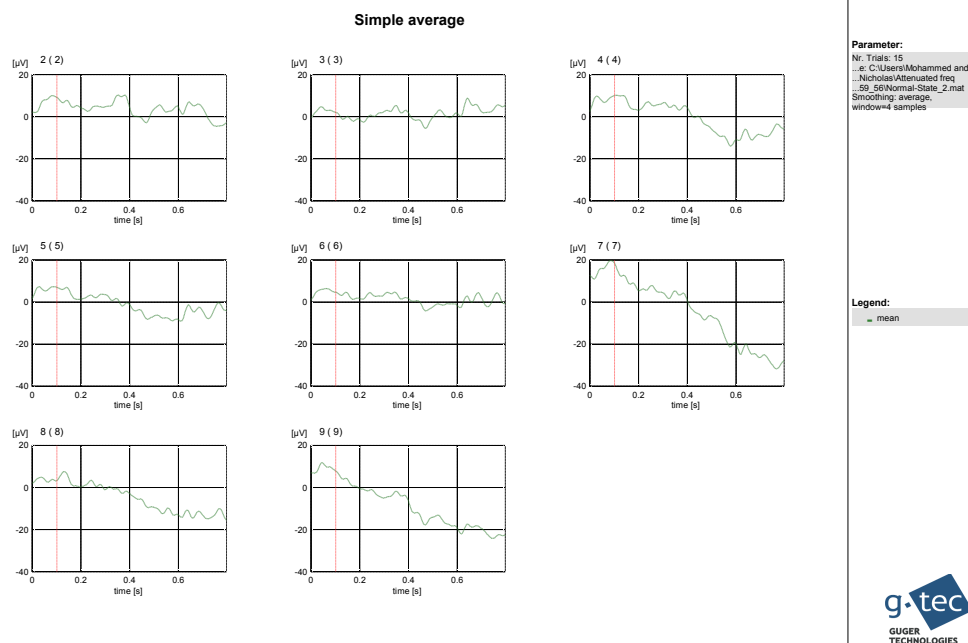 Simple average
[µV] 2 ( 2)
20
0
-20
-40
0 0.2 0.4 0.6
time [s]
[µV] 3 ( 3)
20
0
-20
-40
0 0.2 0.4 0.6
time [s]
[µV] 4 ( 4)
20
0
-20
-40
0 0.2 0.4 0.6
time [s]
[µV] 5 ( 5)
20
0
-20
-40
0 0.2 0.4 0.6
time [s]
[µV] 6 ( 6)
20
0
-20
-40
0 0.2 0.4 0.6
time [s]
[µV] 7 ( 7)
20
0
-20
-40
0 0.2 0.4 0.6
time [s]
[µV] 8 ( 8)
20
0
-20
-40
0 0.2 0.4 0.6
time [s]
[µV] 9 ( 9)
20
0
-20
-40
0 0.2 0.4 0.6
time [s]
Parameter:
Nr. Trials: 15
...e: C:\Users\Mohammed and
...Nicholas\Attenuated freq
...59_56\Normal-State_2.mat
Smoothing: average,
window=4 samples
Legend:
mean
g.tec
GUGER
TECHNOLOGIES